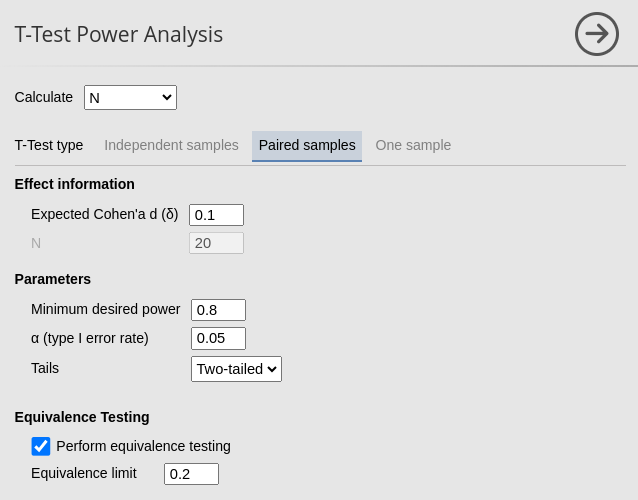 T-Test Power Analysis
Calculate N
T-Test type Independent samples Paired samples One sample
Effect information
Expected Cohen'a d (δ) 0.1
N 20
Parameters
Minimum desired power 0.8
α (type I error rate) 0.05
Tails Two-tailed
Equivalence Testing
Perform equivalence testing
Equivalence limit 0.2